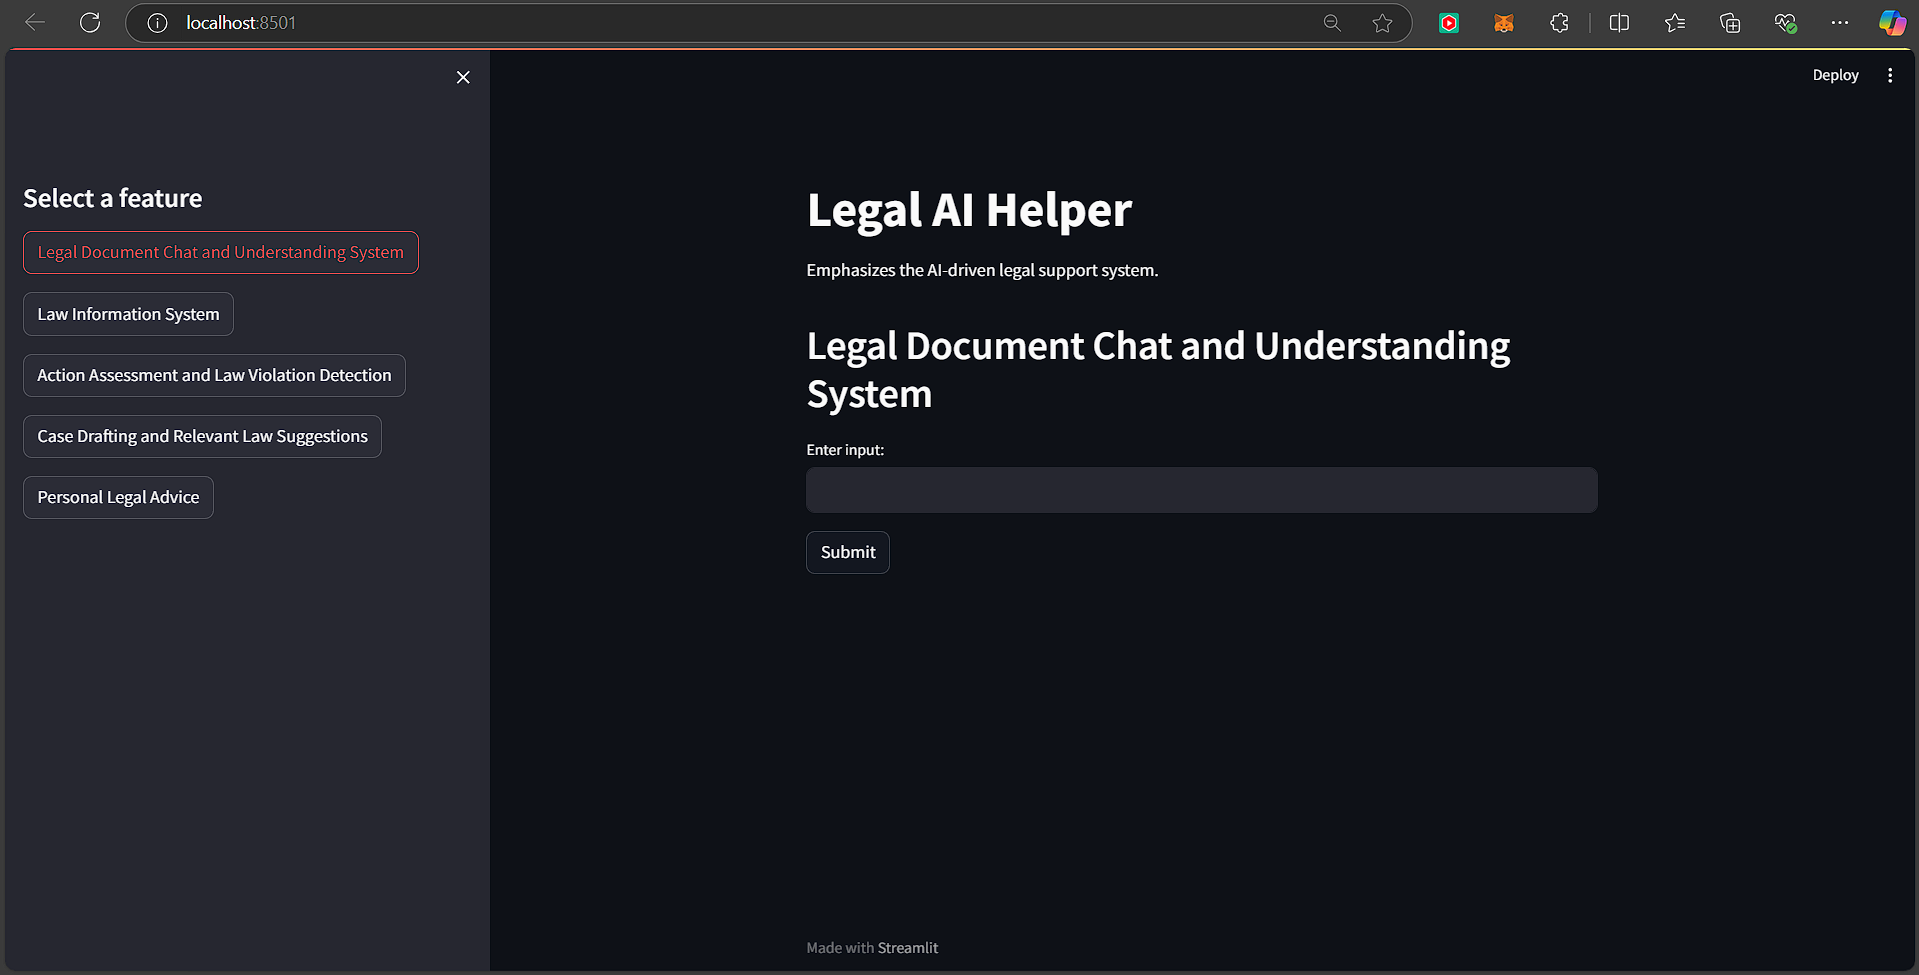 localhost:8501
Deploy
Select a feature
Legal Document Chat and Understanding System
Law Information System
Action Assessment and Law Violation Detection
Case Drafting and Relevant Law Suggestions
Personal Legal Advice
Legal AI Helper
Emphasizes the AI-driven legal support system.
Legal Document Chat and Understanding
System
Enter input:
Submit
Made with Streamlit